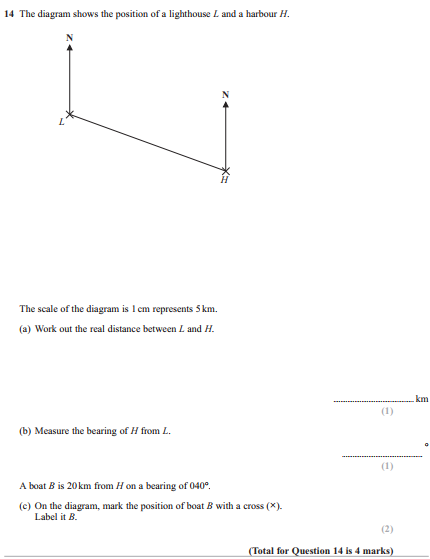 14 The diagram shows the position of a lighthouse L and a harbour H.
N
N
L
H
The scale of the diagram is 1 cm represents 5 km.
(a) Work out the real distance between L and H.
.............................. km
(1)
(b) Measure the bearing of H from L.
°
..............................
(1)
A boat B is 20 km from H on a bearing of 040°.
(c) On the diagram, mark the position of boat B with a cross (×).
Label it B.
(2)
(Total for Question 14 is 4 marks)